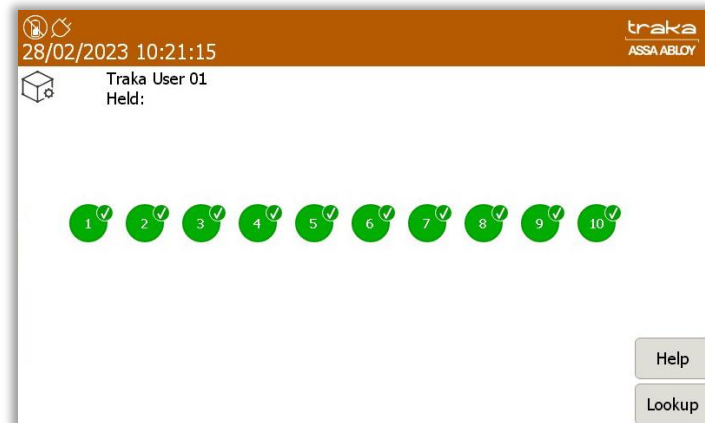 traka
28/02/2023 10:21:15
ASSA ABLOY
Traka User 01
Held:
1 2 3 4 5 6 7 8 9 10
Help
Lookup